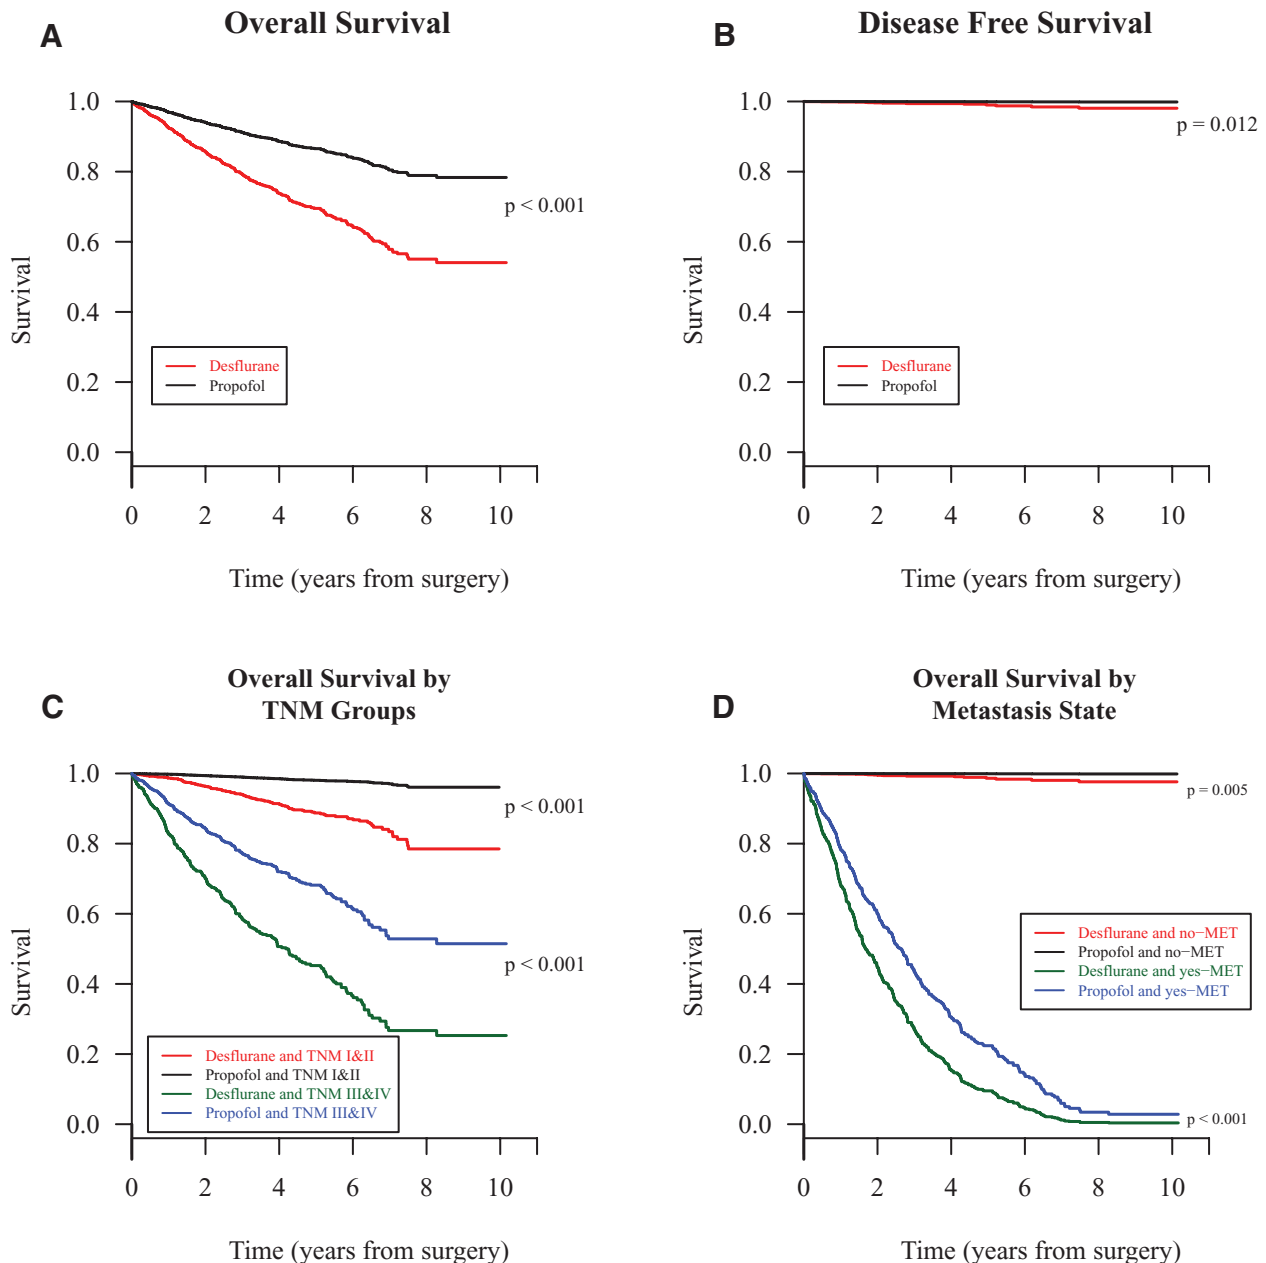 A
Overall Survival
1.0
0.8
0.6
0.4
0.2
0.0
Survival
p < 0.001
Desflurane
Propofol
0 2 4 6 8 10
Time (years from surgery)
B
Disease Free Survival
1.0
0.8
0.6
0.4
0.2
0.0
Survival
p = 0.012
Desflurane
Propofol
0 2 4 6 8 10
Time (years from surgery)
C
Overall Survival by
TNM Groups
1.0
0.8
0.6
0.4
0.2
0.0
Survival
p < 0.001
p < 0.001
Desflurane and TNM I&II
Propofol and TNM I&II
Desflurane and TNM III&IV
Propofol and TNM III&IV
0 2 4 6 8 10
Time (years from surgery)
D
Overall Survival by
Metastasis State
1.0
0.8
0.6
0.4
0.2
0.0
Survival
p = 0.005
Desflurane and no−MET
Propofol and no−MET
Desflurane and yes−MET
Propofol and yes−MET
p < 0.001
0 2 4 6 8 10
Time (years from surgery)